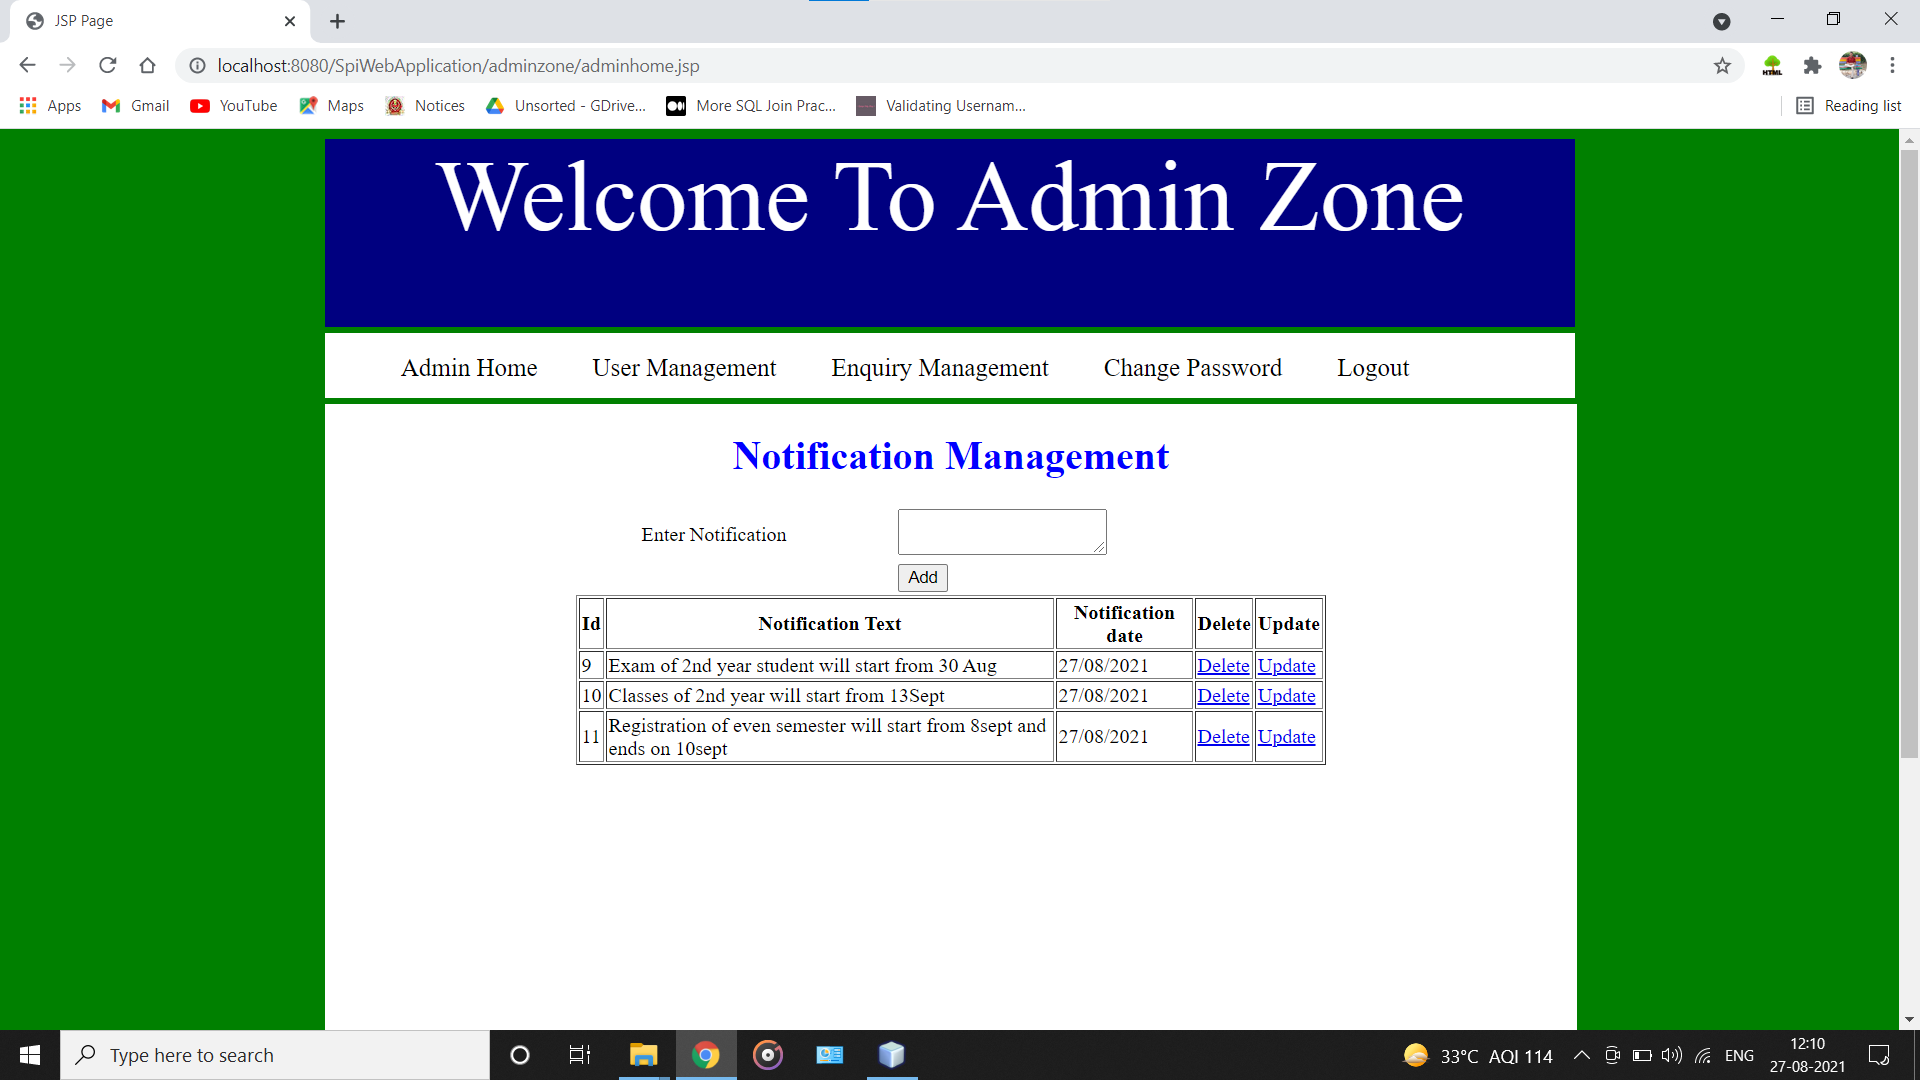 JSP Page
localhost:8080/SpiWebApplication/adminzone/adminhome.jsp
HTML
Apps Gmail YouTube Maps Notices Unsorted - GDrive... More SQL Join Prac... Validating Usernam... Reading list
Welcome To Admin Zone
Admin Home User Management Enquiry Management Change Password Logout
Notification Management
Enter Notification
Add
Id Notification Text Notification date Delete Update
9 Exam of 2nd year student will start from 30 Aug 27/08/2021 Delete Update
10 Classes of 2nd year will start from 13Sept 27/08/2021 Delete Update
11 Registration of even semester will start from 8sept and ends on 10sept 27/08/2021 Delete Update
Type here to search
33°C AQI 114
ENG
12:10
27-08-2021